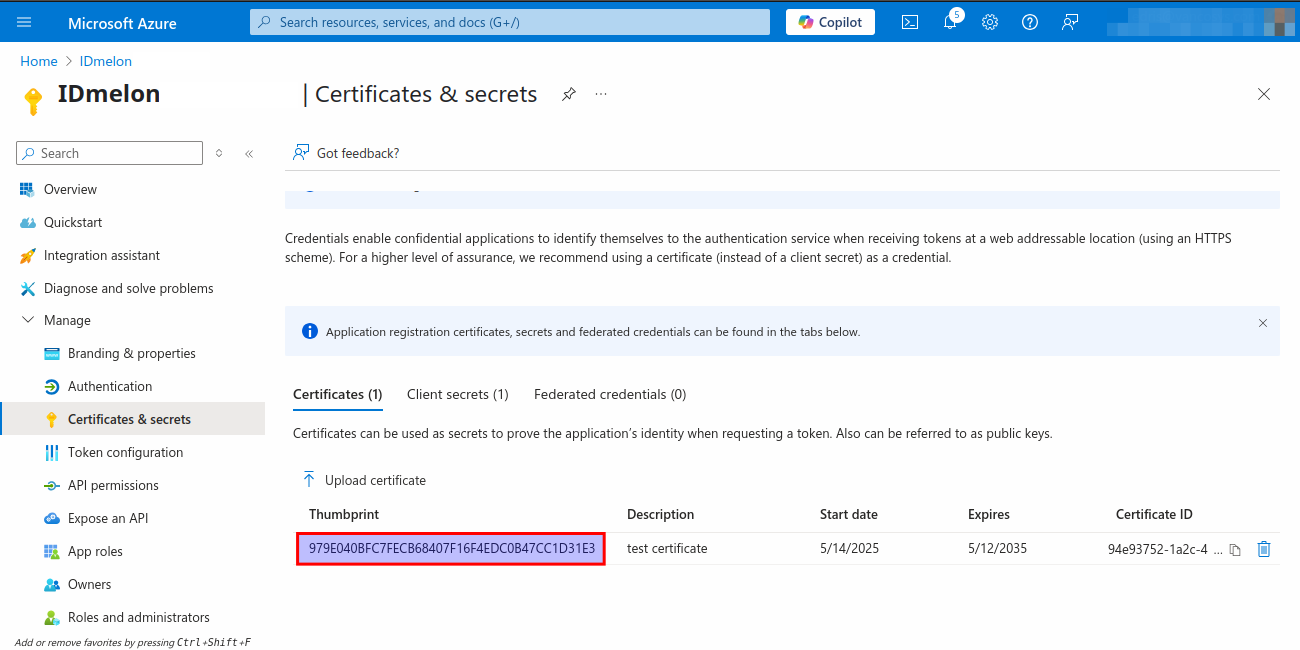 Microsoft Azure
Search resources, services, and docs (G+/)
Copilot
5
Home > IDmelon
IDmelon | Certificates & secrets
Search
Got feedback?
Overview
Quickstart
Integration assistant
Diagnose and solve problems
Manage
Branding & properties
Authentication
Certificates & secrets
Token configuration
API permissions
Expose an API
App roles
Owners
Roles and administrators
Add or remove favorites by pressing Ctrl+Shift+F
Credentials enable confidential applications to identify themselves to the authentication service when receiving tokens at a web addressable location (using an HTTPS
scheme). For a higher level of assurance, we recommend using a certificate (instead of a client secret) as a credential.
Application registration certificates, secrets and federated credentials can be found in the tabs below.
Certificates (1) Client secrets (1) Federated credentials (0)
Certificates can be used as secrets to prove the application’s identity when requesting a token. Also can be referred to as public keys.
Upload certificate
Thumbprint Description Start date Expires Certificate ID
979E040BFC7FECB68407F16F4EDC0B47CC1D31E3 test certificate 5/14/2025 5/12/2035 94e93752-1a2c-4 ...